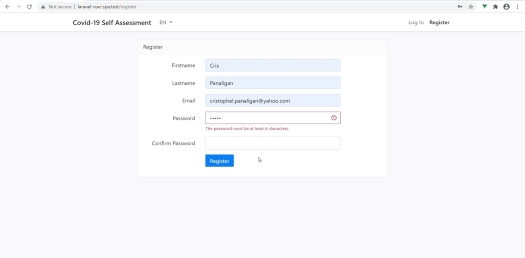 Not secure | laravel-vue-spa.test/register
Covid-19 Self Assessment EN Log In Register
Register
Firstname Cris
Lastname Panaligan
Email cristophel.panaligan@yahoo.com
Password •••••
The password must be at least 6 characters.
Confirm Password
Register